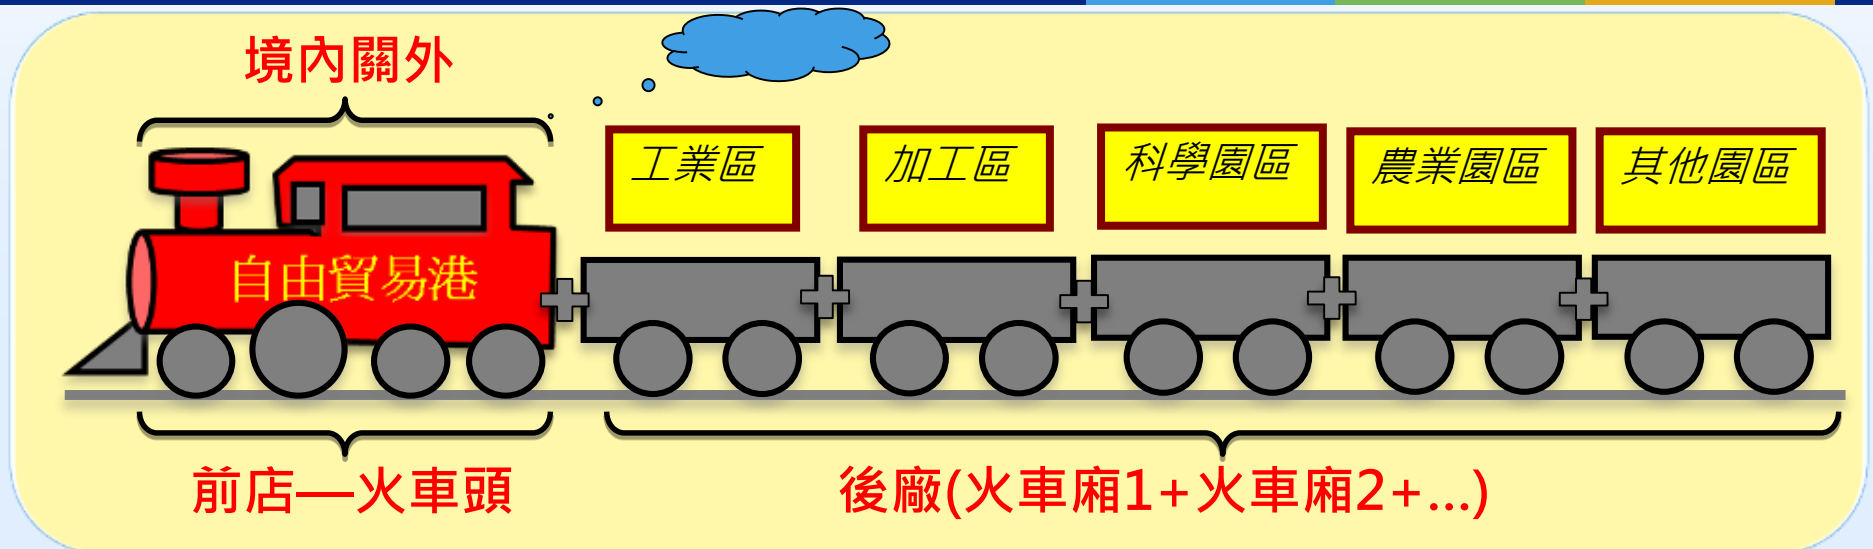 境內關外
工業區
加工區
科學園區
農業園區
其他園區
自由貿易港
前店—火車頭
後廠(火車廂1+火車廂2+...)